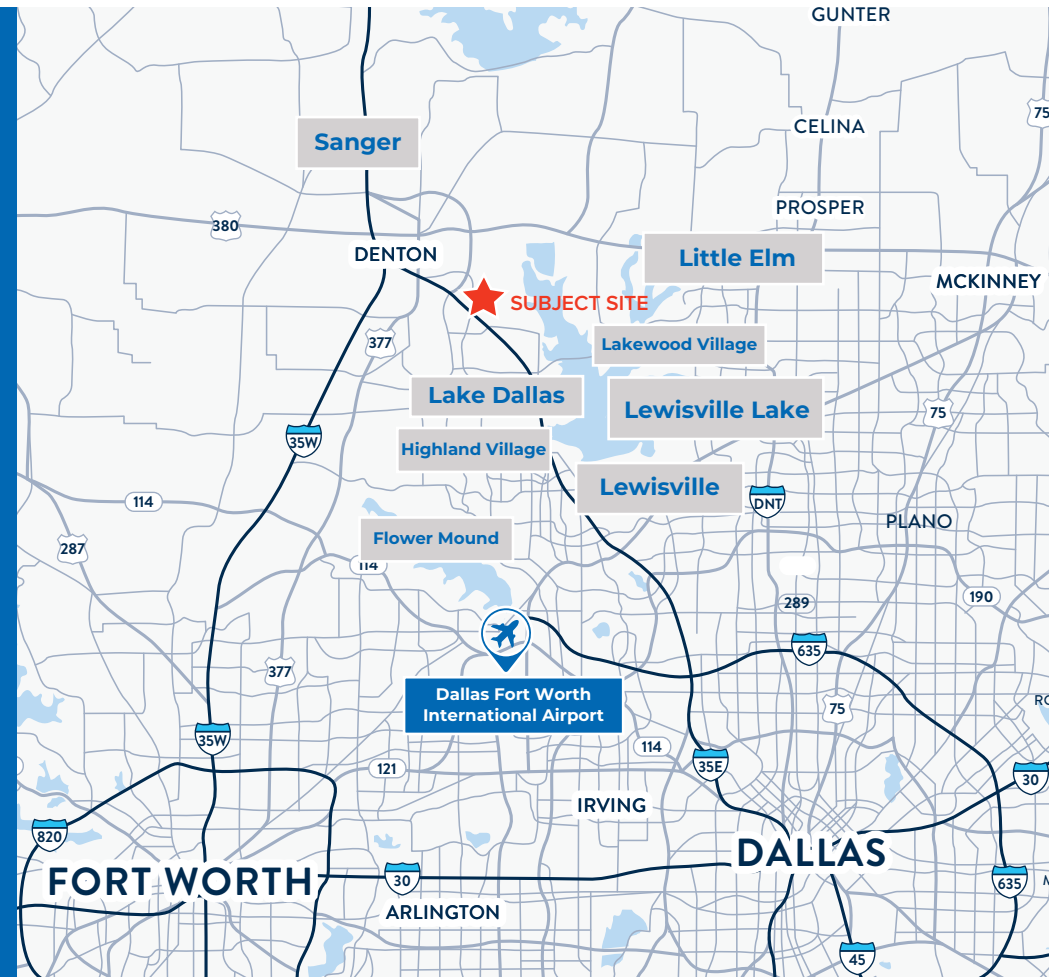 GUNTER
75
CELINA
Sanger
PROSPER
380
DENTON
Little Elm
MCKINNEY
SUBJECT SITE
377
Lakewood Village
Lake Dallas
Lewisville Lake
75
35W
Highland Village
Lewisville
DNT
114
PLANO
287
Flower Mound
114
289
190
635
377
Dallas Fort Worth
International Airport
75
35W
114
121
35E
30
IRVING
820
DALLAS
FORT WORTH
30
635
ARLINGTON
45